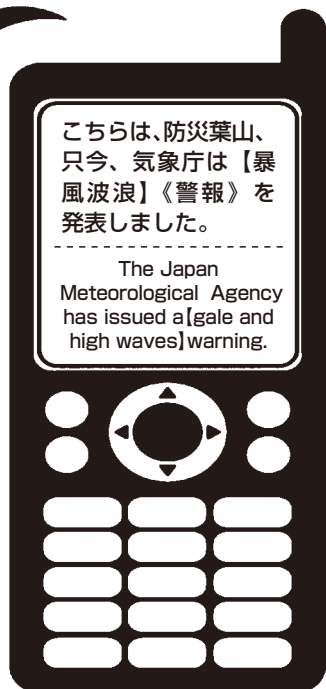 こちらは、防災葉山、
只今、気象庁は【暴
風波浪】《警報》を
発表しました。
The Japan
Meteorological Agency
has issued a【gale and
high waves】warning.